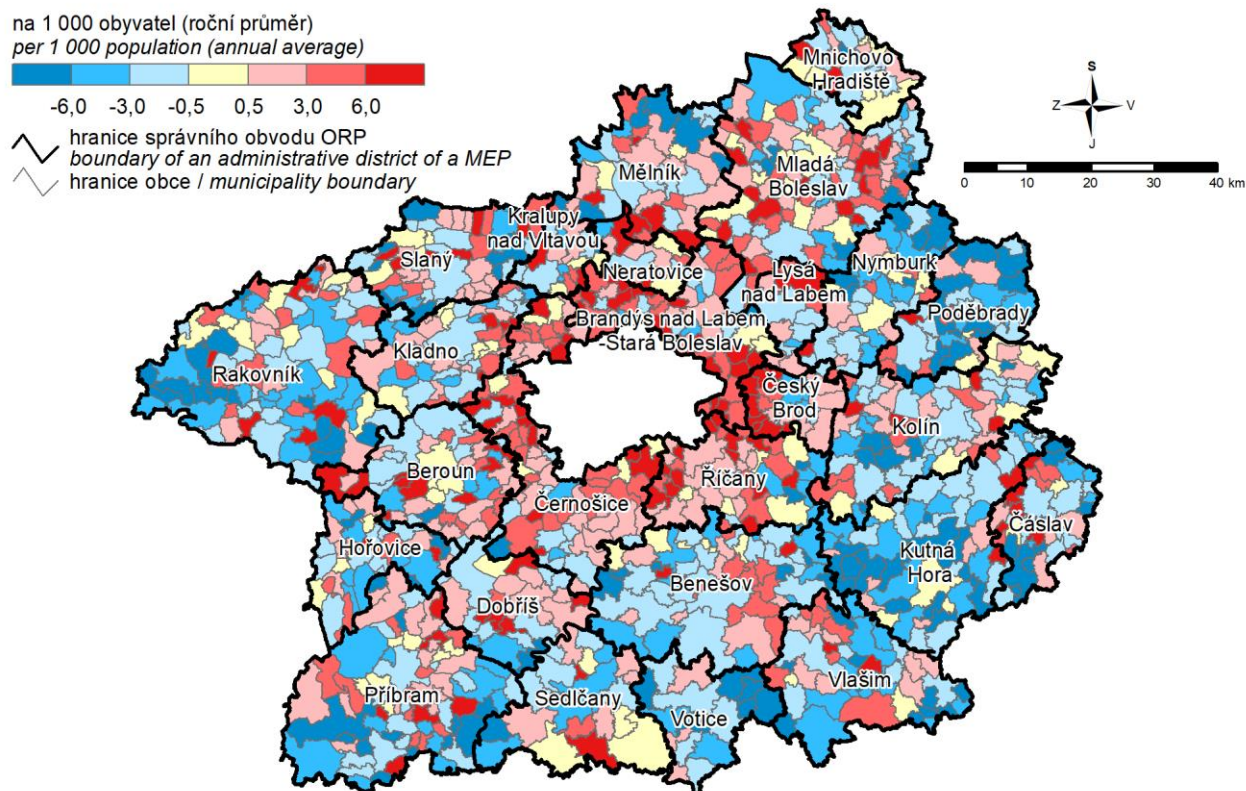 na 1 000 obyvatel (roční průměr)
per 1 000 population (annual average)
-6,0 -3,0 -0,5 0,5 3,0 6,0
hranice správního obvodu ORP
boundary of an administrative district of a MEP
hranice obce / municipality boundary
S
Z V
J
0 10 20 30 40 km
Mnichovo
Hradiště
Mělník
Mladá
Boleslav
Kralupy
nad Vltavou
Slaný
Neratovice
Lysá
nad Labem
Nymburk
Poděbrady
Brandýs nad Labem
-Stará Boleslav
Kladno
Rakovník
Český
Brod
Kolín
Beroun
Říčany
Černošice
Čáslav
Kutná
Hora
Hořovice
Benešov
Dobříš
Vlašim
Příbram
Sedlčany
Votice